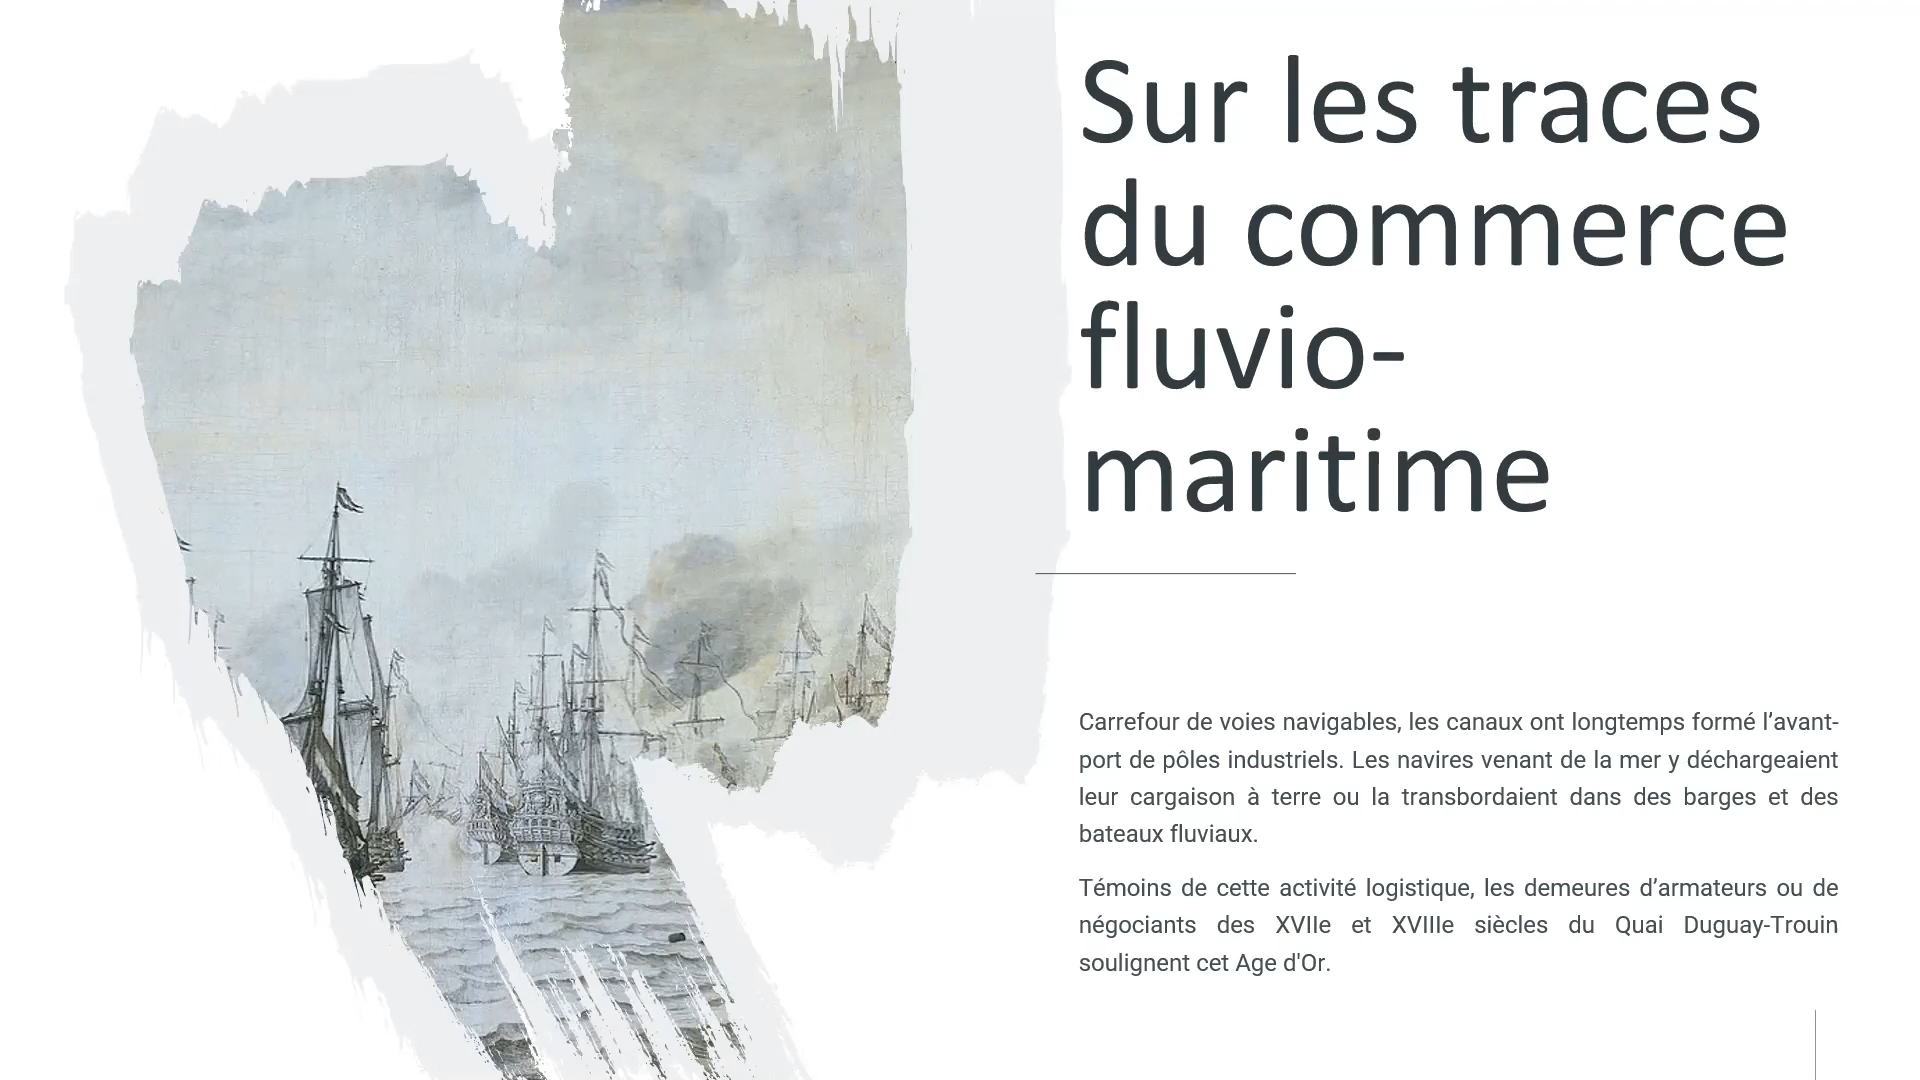 Sur les traces
du commerce
fluvio-
maritime
Carrefour de voies navigables, les canaux ont longtemps formé l’avant-
port de pôles industriels. Les navires venant de la mer y déchargeaient
leur cargaison à terre ou la transbordaient dans des barges et des
bateaux fluviaux.
Témoins de cette activité logistique, les demeures d’armateurs ou de
négociants des XVIIe et XVIIIe siècles du Quai Duguay-Trouin
soulignent cet Age d'Or.